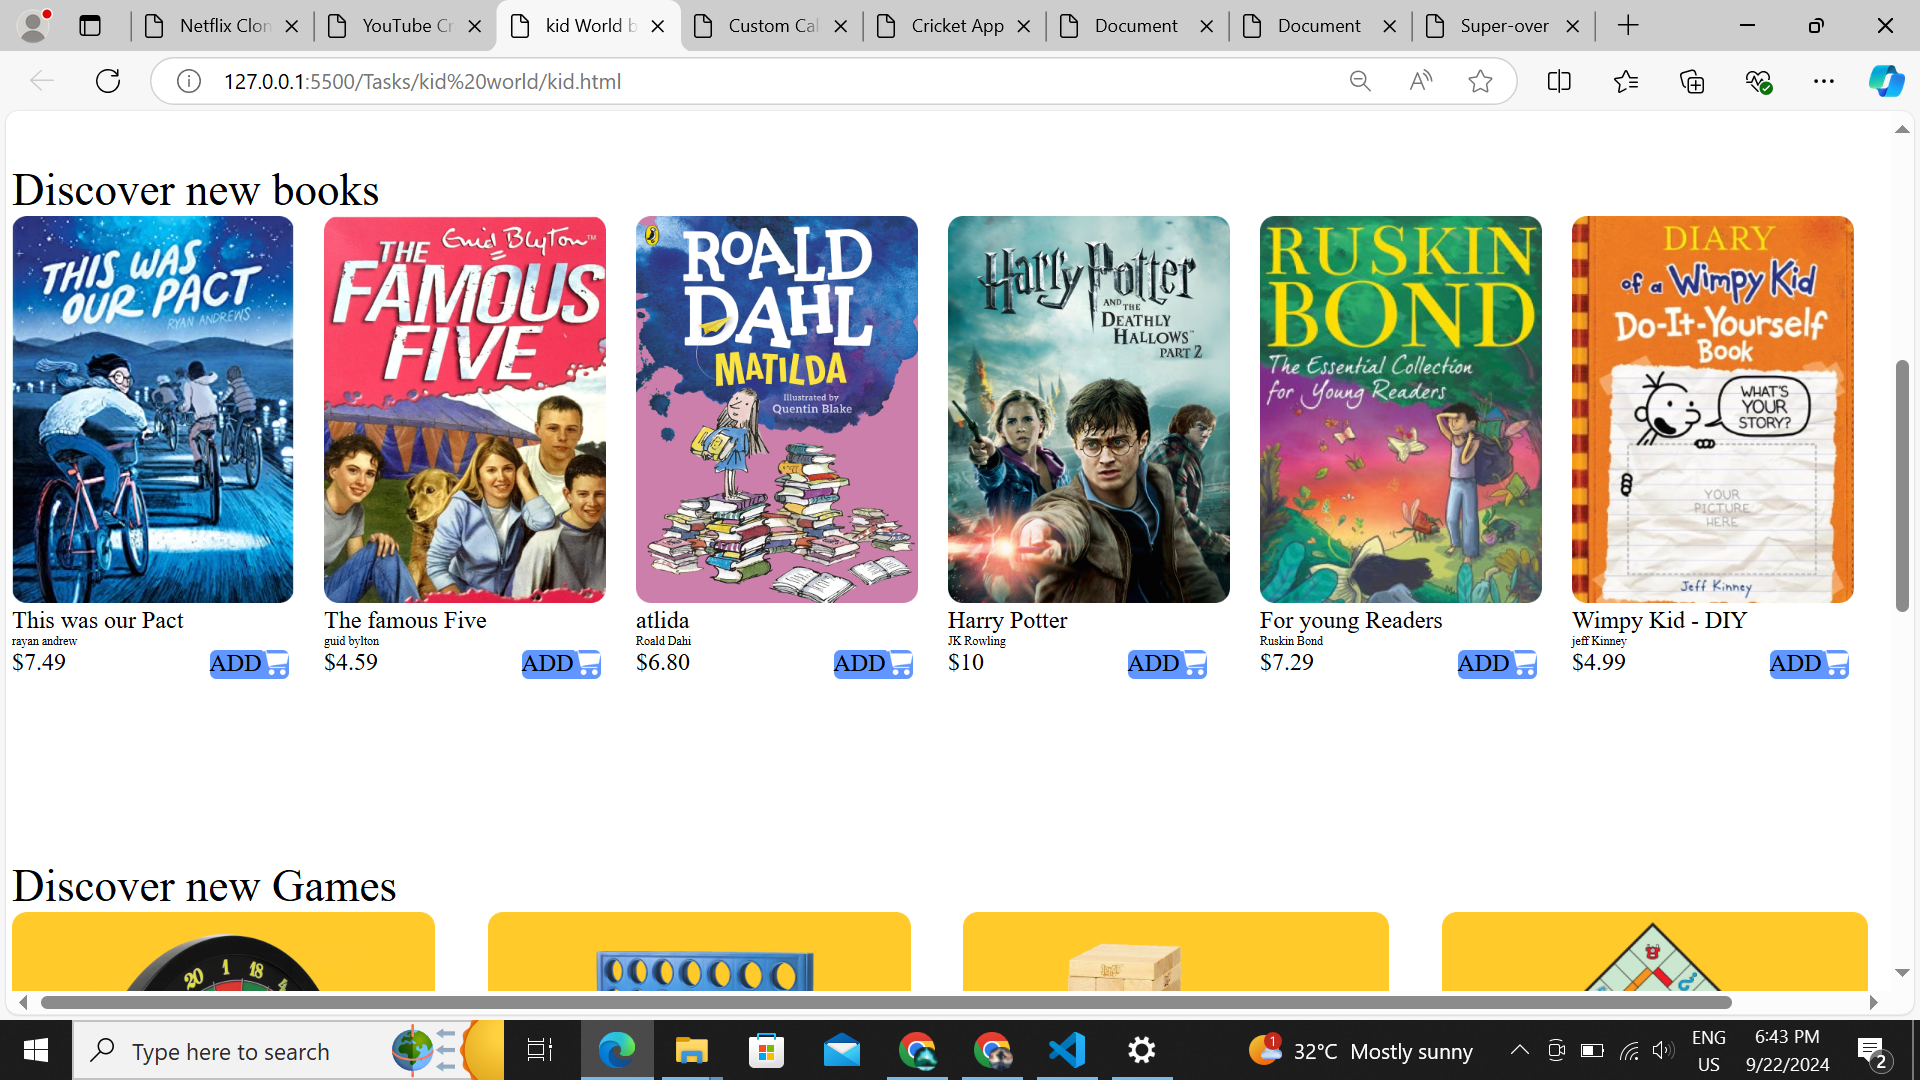 Netflix Clon
YouTube Cr
kid World b
Custom Cal
Cricket App
Document
Document
Super-over
127.0.0.1:5500/Tasks/kid%20world/kid.html
Discover new books
THIS WAS
OUR PACT
RYAN ANDREWS
Enid Blyton™
THE
FAMOUS
FIVE
ROALD
DAHL
MATILDA
Illustrated by
Quentin Blake
Harry Potter
AND THE
DEATHLY
HALLOWS™
PART 2
RUSKIN
BOND
The Essential Collection
for Young Readers
DIARY
of a Wimpy Kid
Do-It-Yourself
Book
WHAT'S
YOUR
STORY?
YOUR
PICTURE
HERE
Jeff Kinney
This was our Pact
rayan andrew
$7.49
ADD
The famous Five
guid bylton
$4.59
ADD
atlida
Roald Dahi
$6.80
ADD
Harry Potter
JK Rowling
$10
ADD
For young Readers
Ruskin Bond
$7.29
ADD
Wimpy Kid - DIY
jeff Kinney
$4.99
ADD
Discover new Games
20 1 18
Type here to search
1
32°C Mostly sunny
ENG
US
6:43 PM
9/22/2024
2